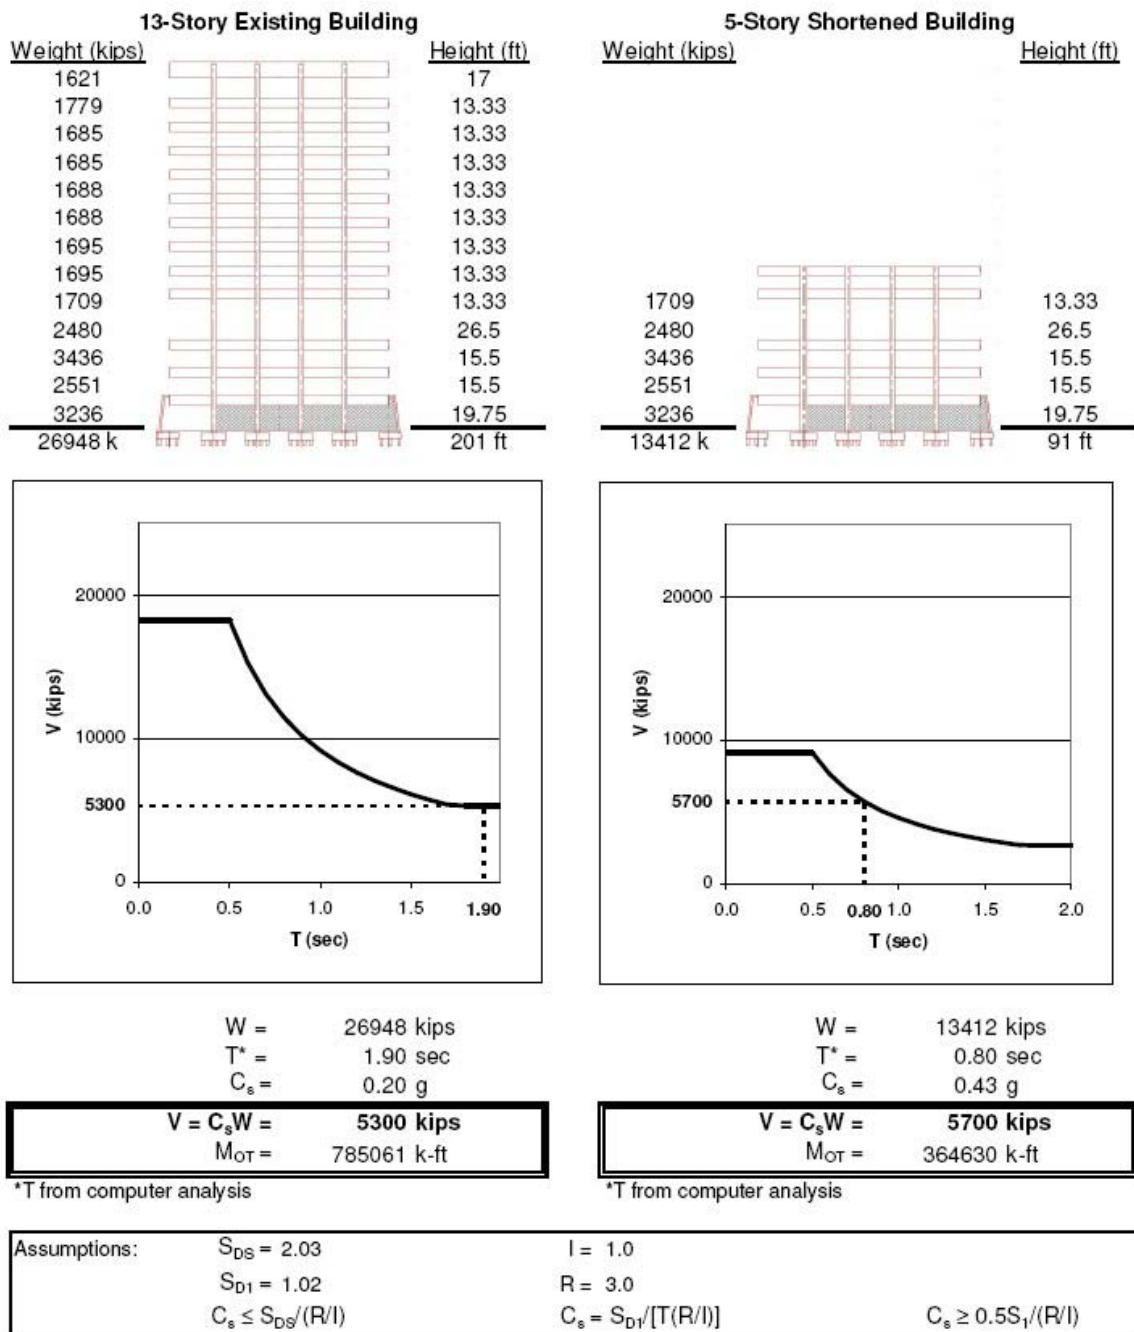 13-Story Existing Building
Weight (kips) Height (ft)
1621 17
1779 13.33
1685 13.33
1685 13.33
1688 13.33
1688 13.33
1695 13.33
1695 13.33
1709 13.33
2480 26.5
3436 15.5
2551 15.5
3236 19.75
26948 k 201 ft
5-Story Shortened Building
Weight (kips) Height (ft)
1709 13.33
2480 26.5
3436 15.5
2551 15.5
3236 19.75
13412 k 91 ft
20000
10000
5300
0
V (kips)
0.0 0.5 1.0 1.5 1.90
T (sec)
20000
10000
5700
0
V (kips)
0.0 0.5 0.80 1.0 1.5 2.0
T (sec)
W = 26948 kips
T* = 1.90 sec
Cₛ = 0.20 g
V = CₛW = 5300 kips
M_OT = 785061 k-ft
*T from computer analysis
W = 13412 kips
T* = 0.80 sec
Cₛ = 0.43 g
V = CₛW = 5700 kips
M_OT = 364630 k-ft
*T from computer analysis
Assumptions: S_DS = 2.03 I = 1.0
S_D1 = 1.02 R = 3.0
Cₛ ≤ S_DS/(R/I) Cₛ = S_D1/[T(R/I)] Cₛ ≥ 0.5S₁/(R/I)